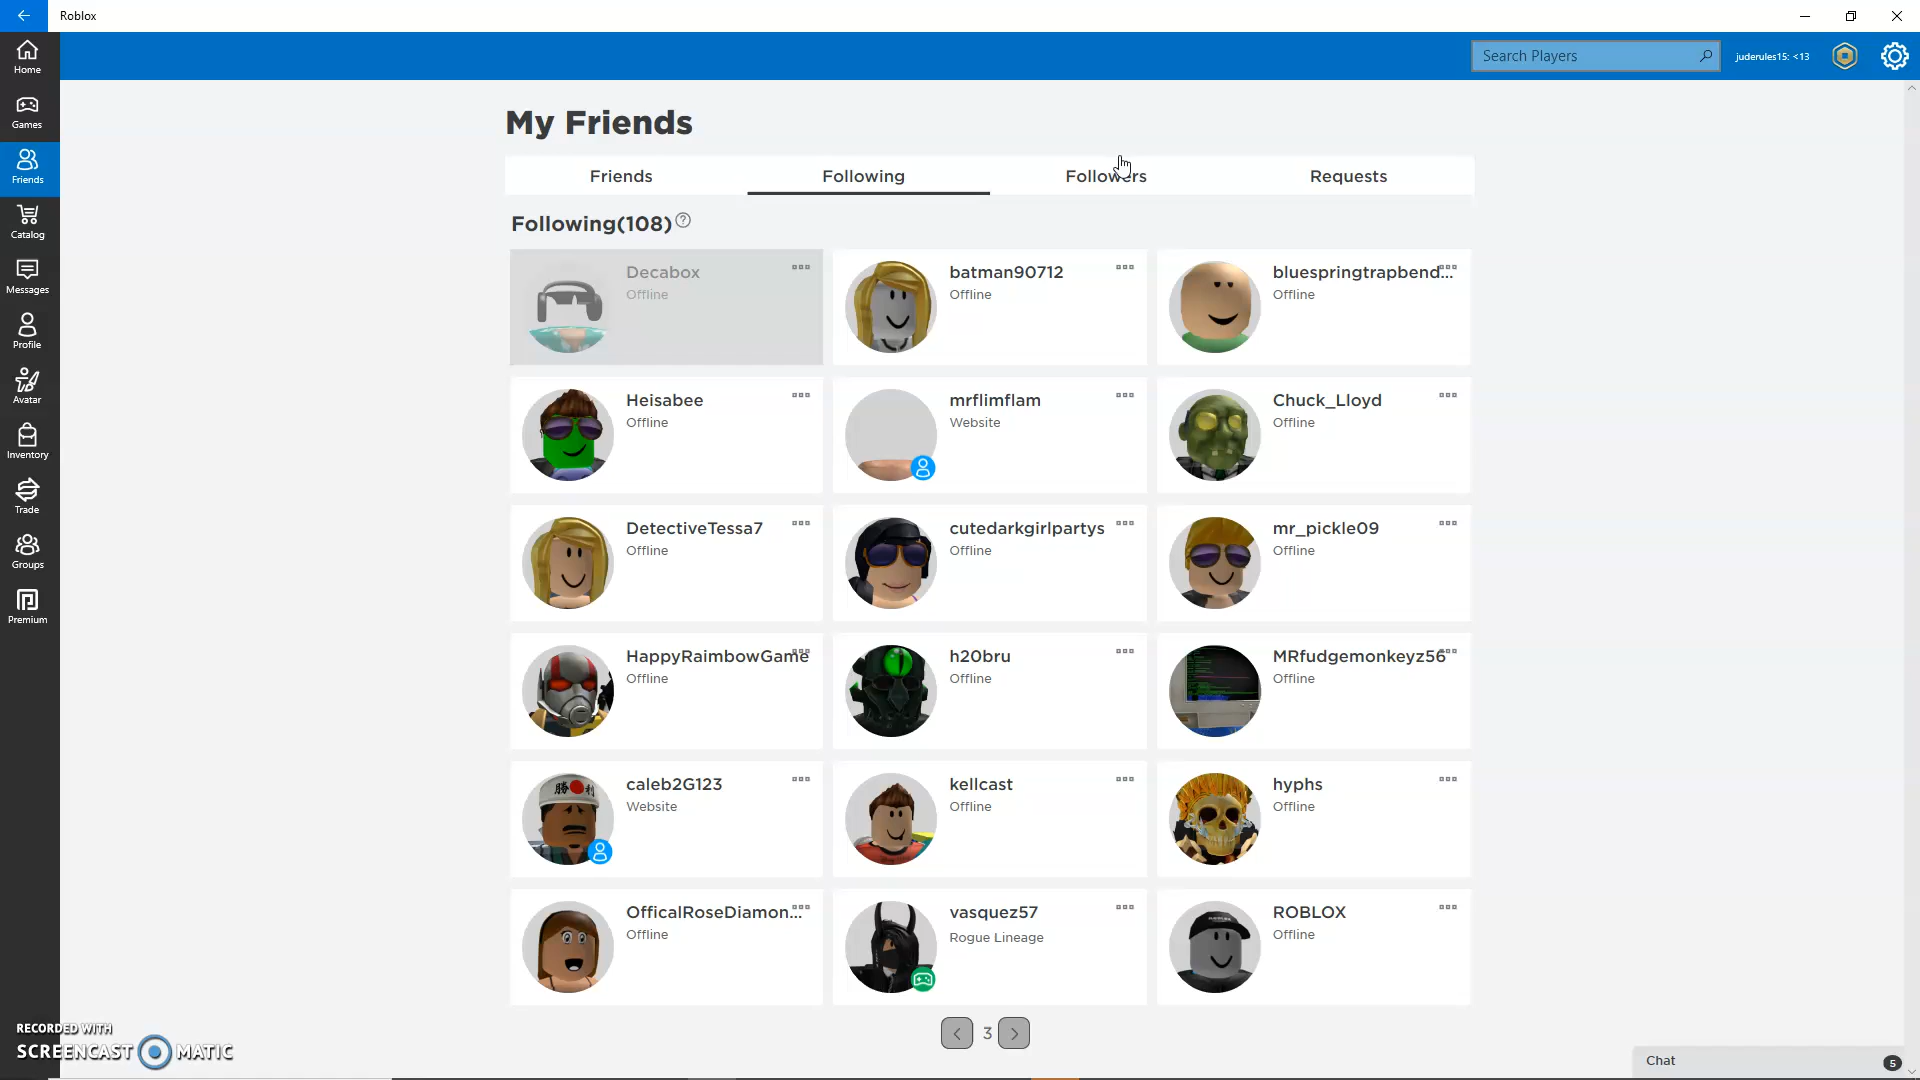 Roblox
Search Players
juderules15: <13
Home
Games
Friends
Catalog
Messages
Profile
Avatar
Inventory
Trade
Groups
Premium
My Friends
Friends
Following
Followers
Requests
Following(108)
Decabox
Offline
batman90712
Offline
bluespringtrapbend...
Offline
Heisabee
Offline
mrflimflam
Website
Chuck_Lloyd
Offline
DetectiveTessa7
Offline
cutedarkgirlpartys
Offline
mr_pickle09
Offline
HappyRaimbowGame
Offline
h20bru
Offline
MRfudgemonkeyz56
Offline
caleb2G123
Website
kellcast
Offline
hyphs
Offline
OfficalRoseDiamon...
Offline
vasquez57
Rogue Lineage
ROBLOX
Offline
3
RECORDED WITH
SCREENCAST MATIC
Chat
5